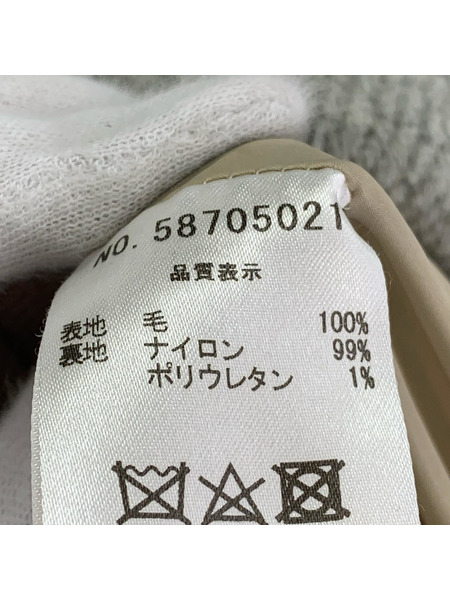 NO. 58705021
品質表示
表地 毛 100%
裏地 ナイロン 99%
ポリウレタン 1%